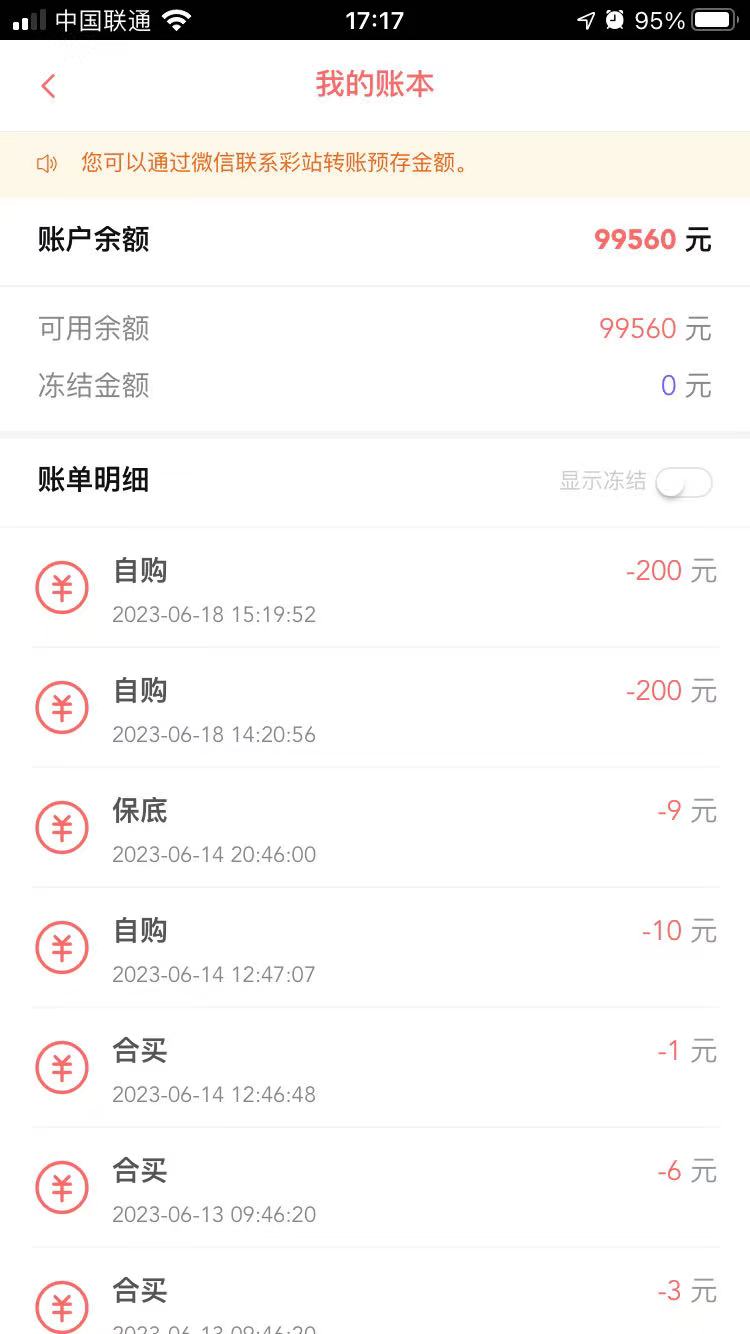 中国联通 17:17 95%
我的账本
您可以通过微信联系彩站转账预存金额。
账户余额 99560 元
可用余额 99560 元
冻结金额 0 元
账单明细 显示冻结
自购 -200 元
2023-06-18 15:19:52
自购 -200 元
2023-06-18 14:20:56
保底 -9 元
2023-06-14 20:46:00
自购 -10 元
2023-06-14 12:47:07
合买 -1 元
2023-06-14 12:46:48
合买 -6 元
2023-06-13 09:46:20
合买 -3 元
2023-06-13 09:46:20